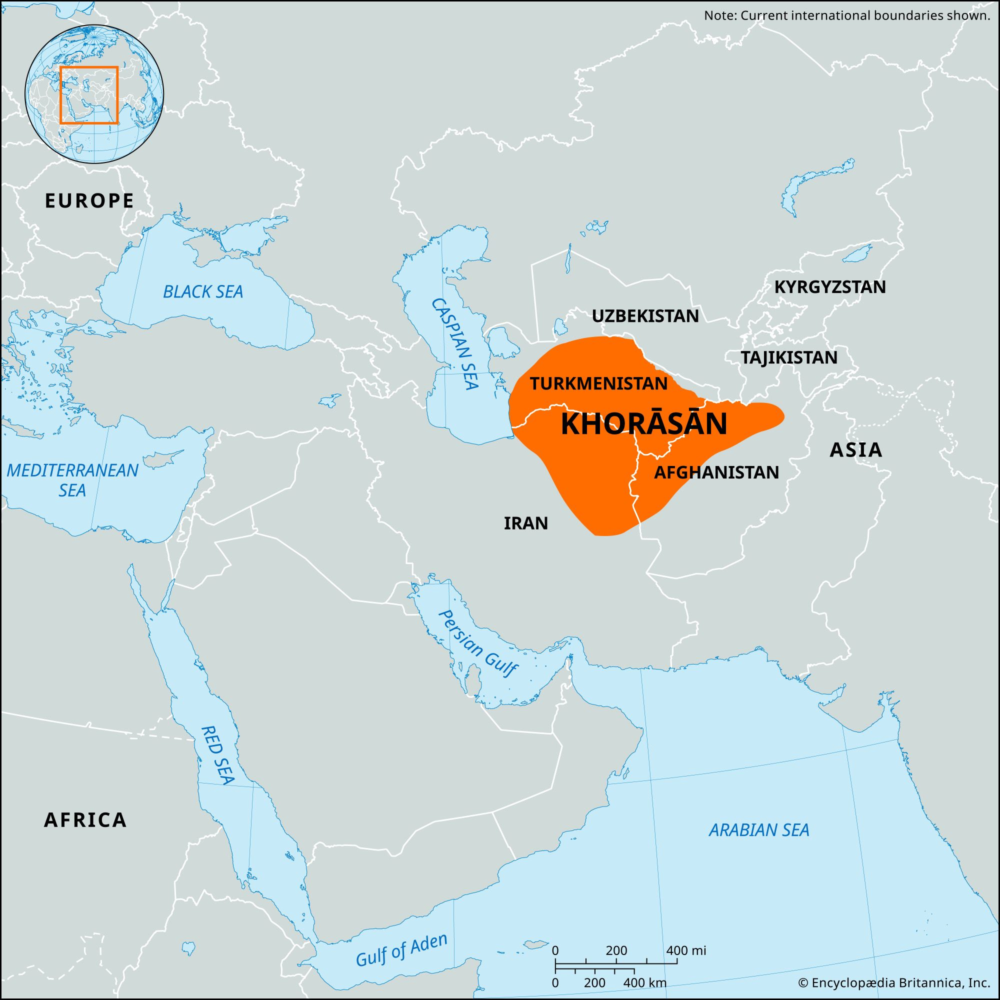 Note: Current international boundaries shown.
EUROPE
BLACK SEA
CASPIAN SEA
KYRGYZSTAN
UZBEKISTAN
TAJIKISTAN
TURKMENISTAN
KHORĀSĀN
ASIA
MEDITERRANEAN
SEA
AFGHANISTAN
IRAN
Persian Gulf
RED SEA
AFRICA
ARABIAN SEA
Gulf of Aden
0 200 400 mi
0 200 400 km
© Encyclopædia Britannica, Inc.